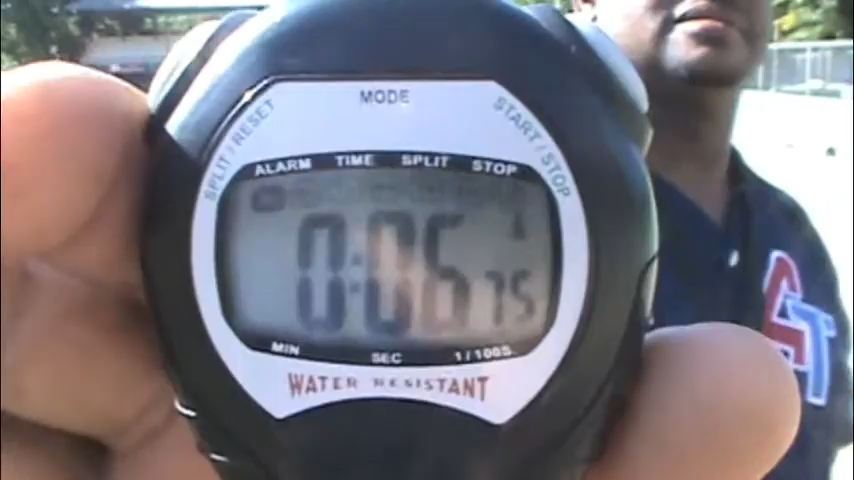 MODE
SPLIT/RESET
START/STOP
ALARM TIME SPLIT STOP
0:06 75
MIN SEC 1/100S
WATER RESISTANT